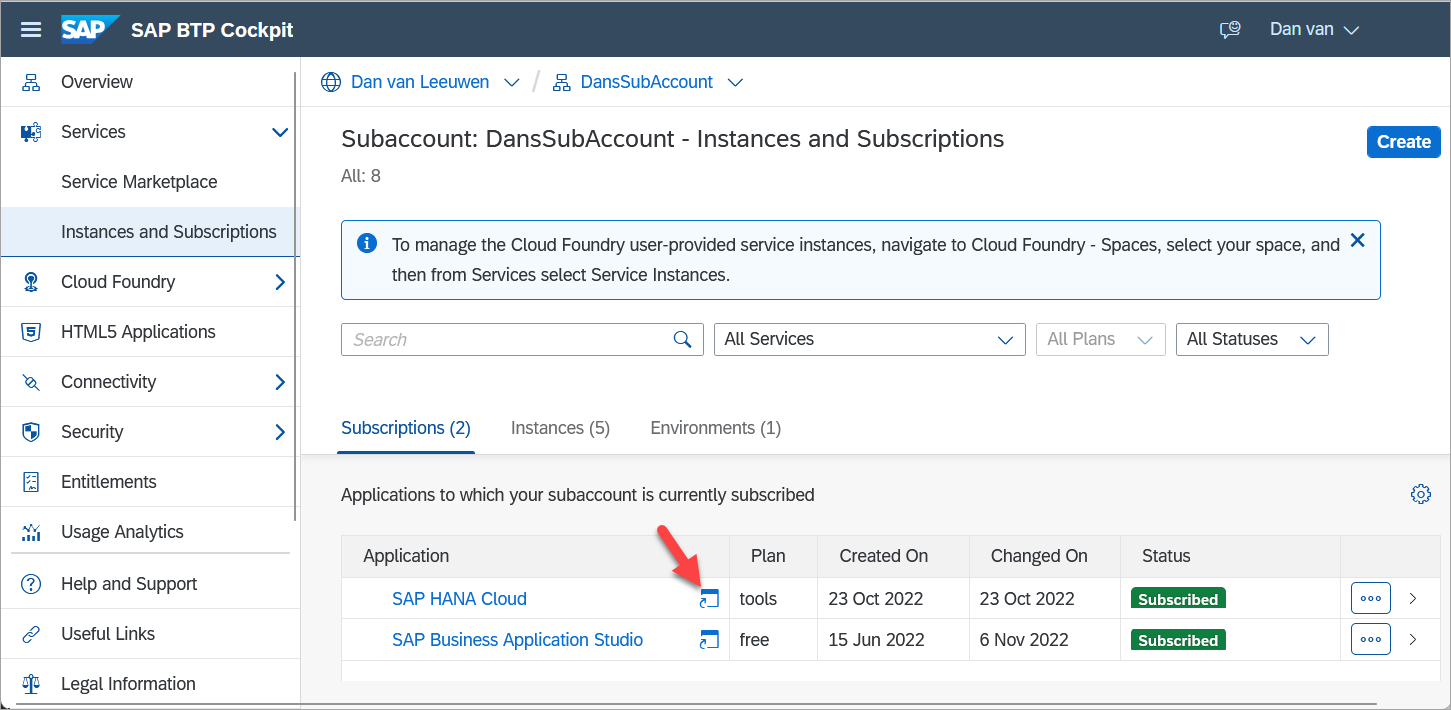 SAP SAP BTP Cockpit Dan van
Overview
Services
Service Marketplace
Instances and Subscriptions
Cloud Foundry
HTML5 Applications
Connectivity
Security
Entitlements
Usage Analytics
Help and Support
Useful Links
Legal Information
Dan van Leeuwen / DansSubAccount
Subaccount: DansSubAccount - Instances and Subscriptions
Create
All: 8
To manage the Cloud Foundry user-provided service instances, navigate to Cloud Foundry - Spaces, select your space, and
then from Services select Service Instances.
Search All Services All Plans All Statuses
Subscriptions (2) Instances (5) Environments (1)
Applications to which your subaccount is currently subscribed
Application Plan Created On Changed On Status
SAP HANA Cloud tools 23 Oct 2022 23 Oct 2022 Subscribed
SAP Business Application Studio free 15 Jun 2022 6 Nov 2022 Subscribed